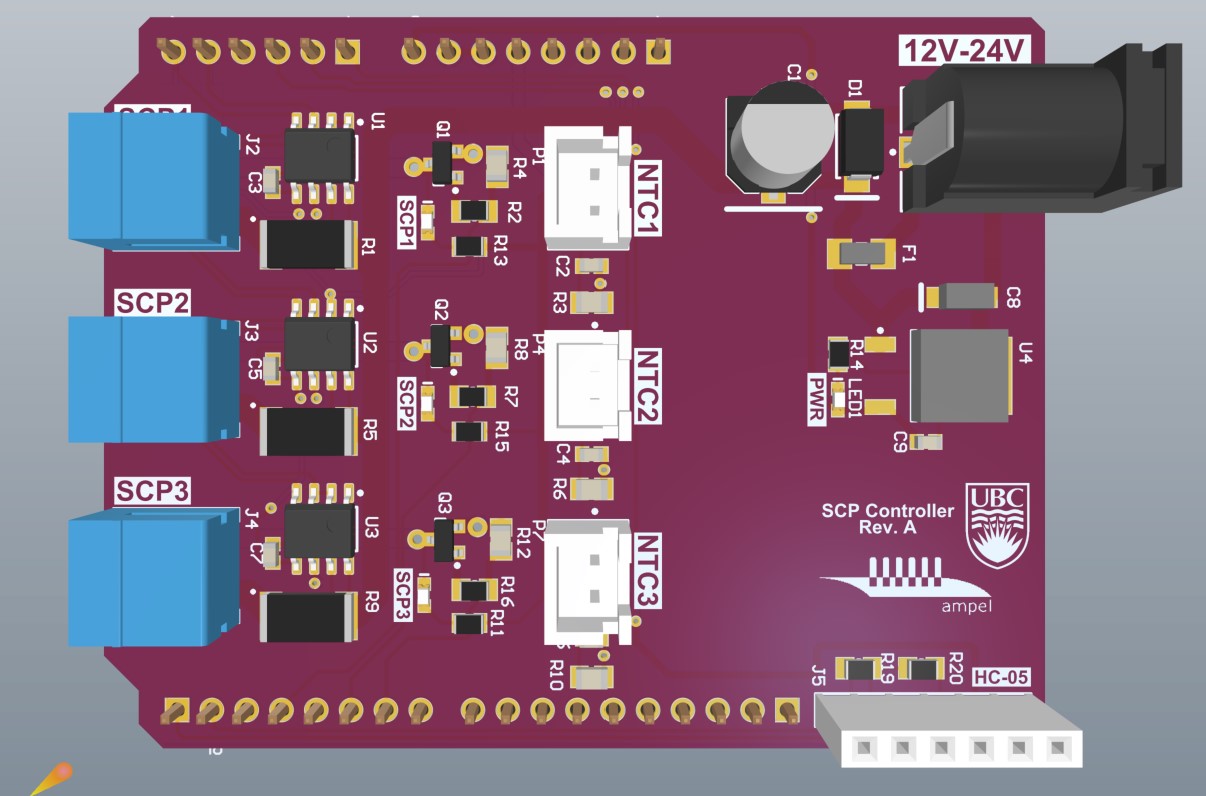 12V-24V
C1
D1
SCP1
J2
U1
C3
R1
Q1
R4
SCP1
R2
R13
P1
NTC1
C2
R3
F1
C8
SCP2
J3
U2
C5
R5
Q2
R8
SCP2
R7
R15
P4
NTC2
C4
R6
R14
PWR
LED1
U4
C9
SCP3
J4
U3
C7
R9
Q3
R12
SCP3
R16
R11
P7
NTC3
R10
SCP Controller
Rev. A
UBC
ampel
J5
R19
R20
HC-05